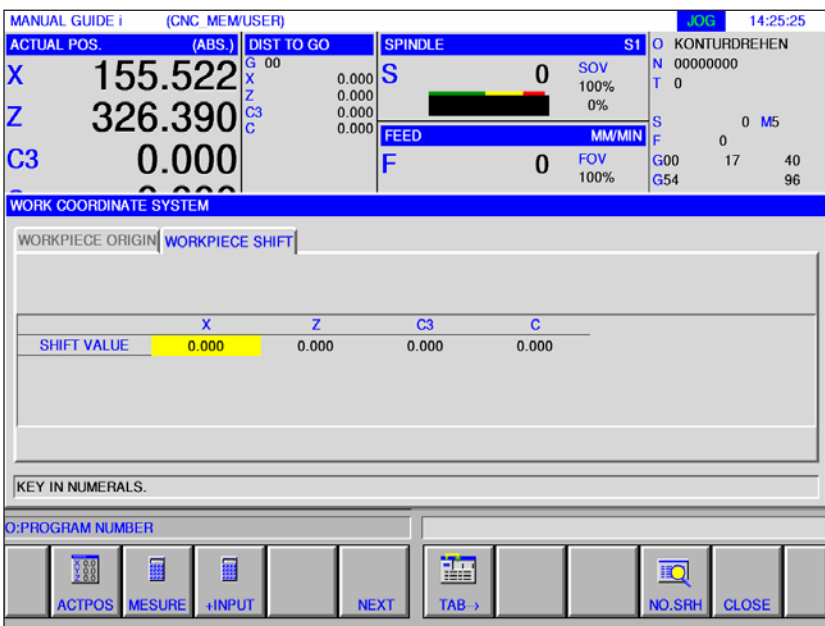 MANUAL GUIDE i (CNC_MEM/USER) JOG 14:25:25
ACTUAL POS. (ABS.) DIST TO GO SPINDLE S1 O KONTURDREHEN
G 00 N 00000000
X 155.522 X 0.000 S 0 SOV T 0
Z 0.000 100%
Z 326.390 C3 0.000 0%
C 0.000 S 0 M5
FEED MM/MIN F 0
C3 0.000 F 0 FOV G00 17 40
100% G54 96
WORK COORDINATE SYSTEM
WORKPIECE ORIGIN WORKPIECE SHIFT
X Z C3 C
SHIFT VALUE 0.000 0.000 0.000 0.000
KEY IN NUMERALS.
O:PROGRAM NUMBER
ACTPOS MESURE +INPUT NEXT TAB→ NO.SRH CLOSE